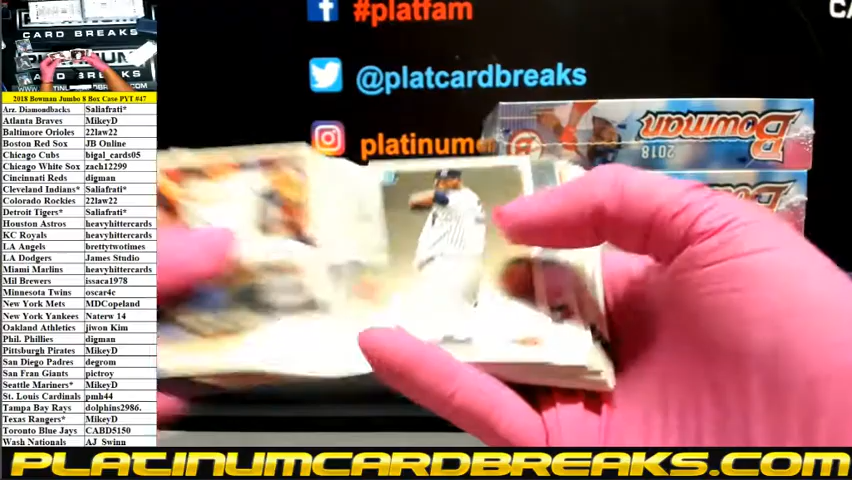 CARD BREAKS
#platfam
@platcardbreaks
platinume
Bowman
2018
2018 Bowman Jumbo 8 Box Case PYT #47
Arz. Diamondbacks Saliafrati*
Atlanta Braves MikeyD
Baltimore Orioles 22law22
Boston Red Sox JB Online
Chicago Cubs bigal_cards05
Chicago White Sox zach12299
Cincinnati Reds digman
Cleveland Indians* Saliafrati*
Colorado Rockies 22law22
Detroit Tigers* Saliafrati*
Houston Astros heavyhittercards
KC Royals heavyhittercards
LA Angels brettytwotimes
LA Dodgers James Studio
Miami Marlins heavyhittercards
Mil Brewers issaca1978
Minnesota Twins oscar4c
New York Mets MDCopeland
New York Yankees Naterw 14
Oakland Athletics jiwon Kim
Phil. Phillies digman
Pittsburgh Pirates MikeyD
San Diego Padres degrom
San Fran Giants pictroy
Seattle Mariners* MikeyD
St. Louis Cardinals pmh44
Tampa Bay Rays dolphins2986.
Texas Rangers* MikeyD
Toronto Blue Jays CABD5150
Wash Nationals AJ Swinn
PLATINUMCARDBREAKS.COM